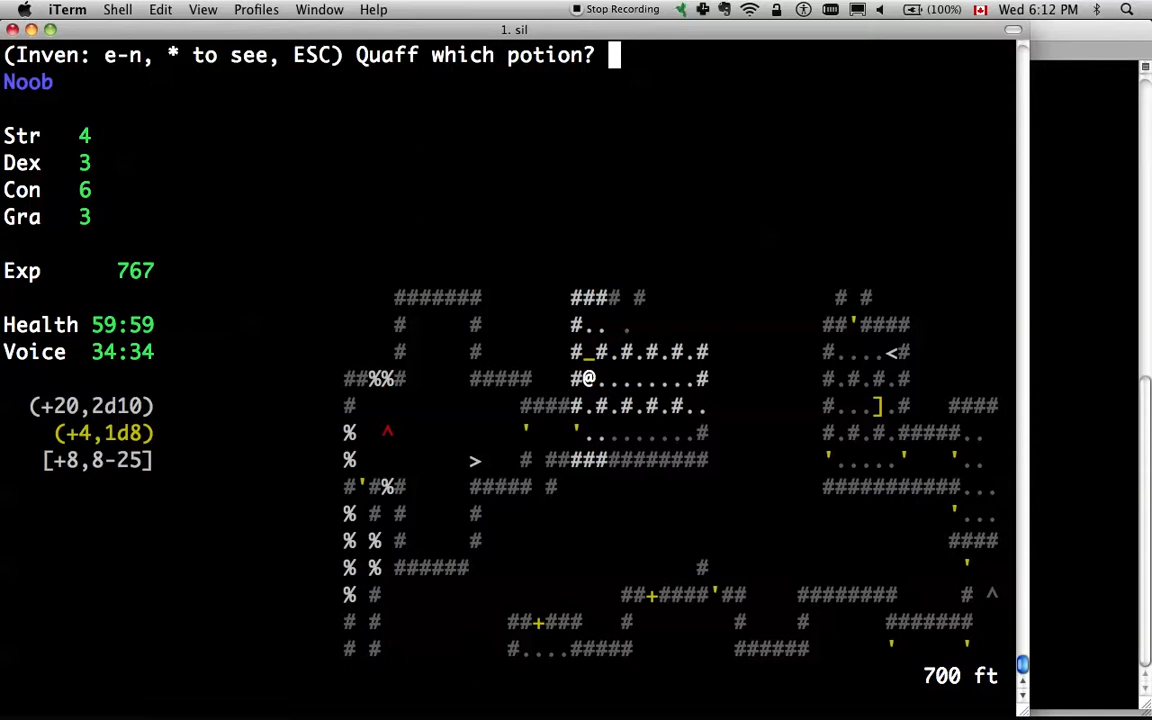 iTerm Shell Edit View Profiles Window Help Stop Recording (100%) Wed 6:12 PM
1. sil
(Inven: e-n, * to see, ESC) Quaff which potion?
Noob
Str 4
Dex 3
Con 6
Gra 3
Exp 767
####### #### # # #
Health 59:59 # # #.. . ##'####
Voice 34:34 # # #_#.#.#.#.# #....<#
##%%# ##### #@........# #.#.#.#
(+20,2d10) # ####.#.#.#.#.. #...].# ####
(+4,1d8) % ^ ' '.........# #.#.#.#####..
[+8,8-25] % > # ############# '.....' '..
#'#%# ##### # ###########...
% # # # '...
% # # # ####
% # ###### # '
% # ##+####'## ######## # ^
# # ##+### # # # #######
# # #....##### ###### ' '
700 ft